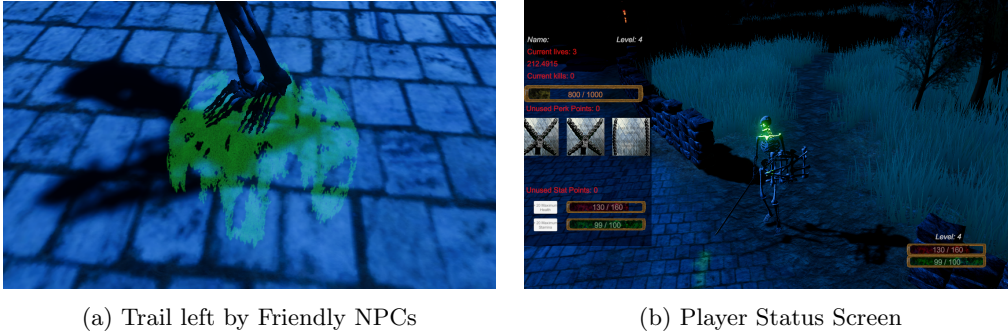 Name: Level: 4
Current lives: 3
212.4915
Current kills: 0
800 / 1000
Unused Perk Points: 0
Unused Stat Points: 0
130 / 160
99 / 100
Level: 4
130 / 160
99 / 100
(a) Trail left by Friendly NPCs
(b) Player Status Screen